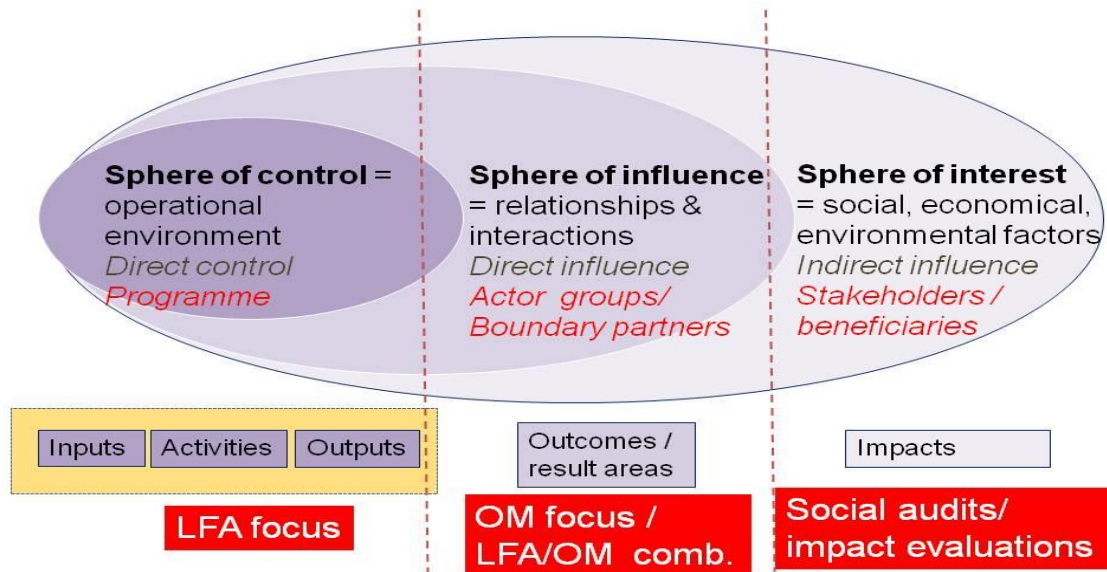 Sphere of control =
operational
environment
Direct control
Programme
Sphere of influence
= relationships &
interactions
Direct influence
Actor groups/
Boundary partners
Sphere of interest
= social, economical,
environmental factors
Indirect influence
Stakeholders /
beneficiaries
Inputs
Activities
Outputs
Outcomes /
result areas
Impacts
LFA focus
OM focus /
LFA/OM comb.
Social audits/
impact evaluations